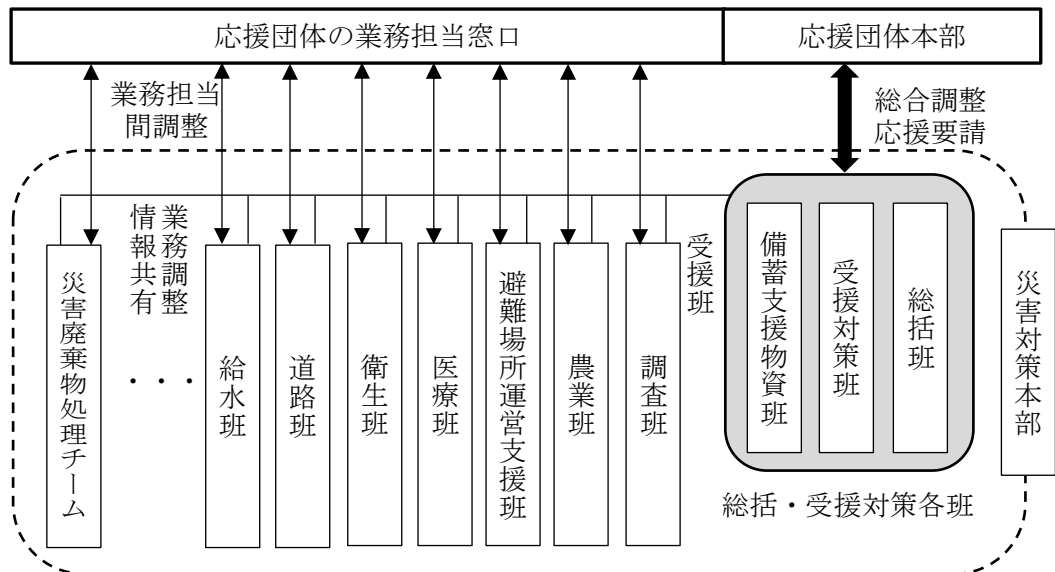 応援団体の業務担当窓口
応援団体本部
業務担当
間調整
総合調整
応援要請
災害対策本部
総括班
受援対策班
備蓄支援物資班
総括・受援対策各班
受援班
調査班
農業班
避難場所運営支援班
医療班
衛生班
道路班
給水班
業務調整
情報共有
・・・
災害廃棄物処理チーム